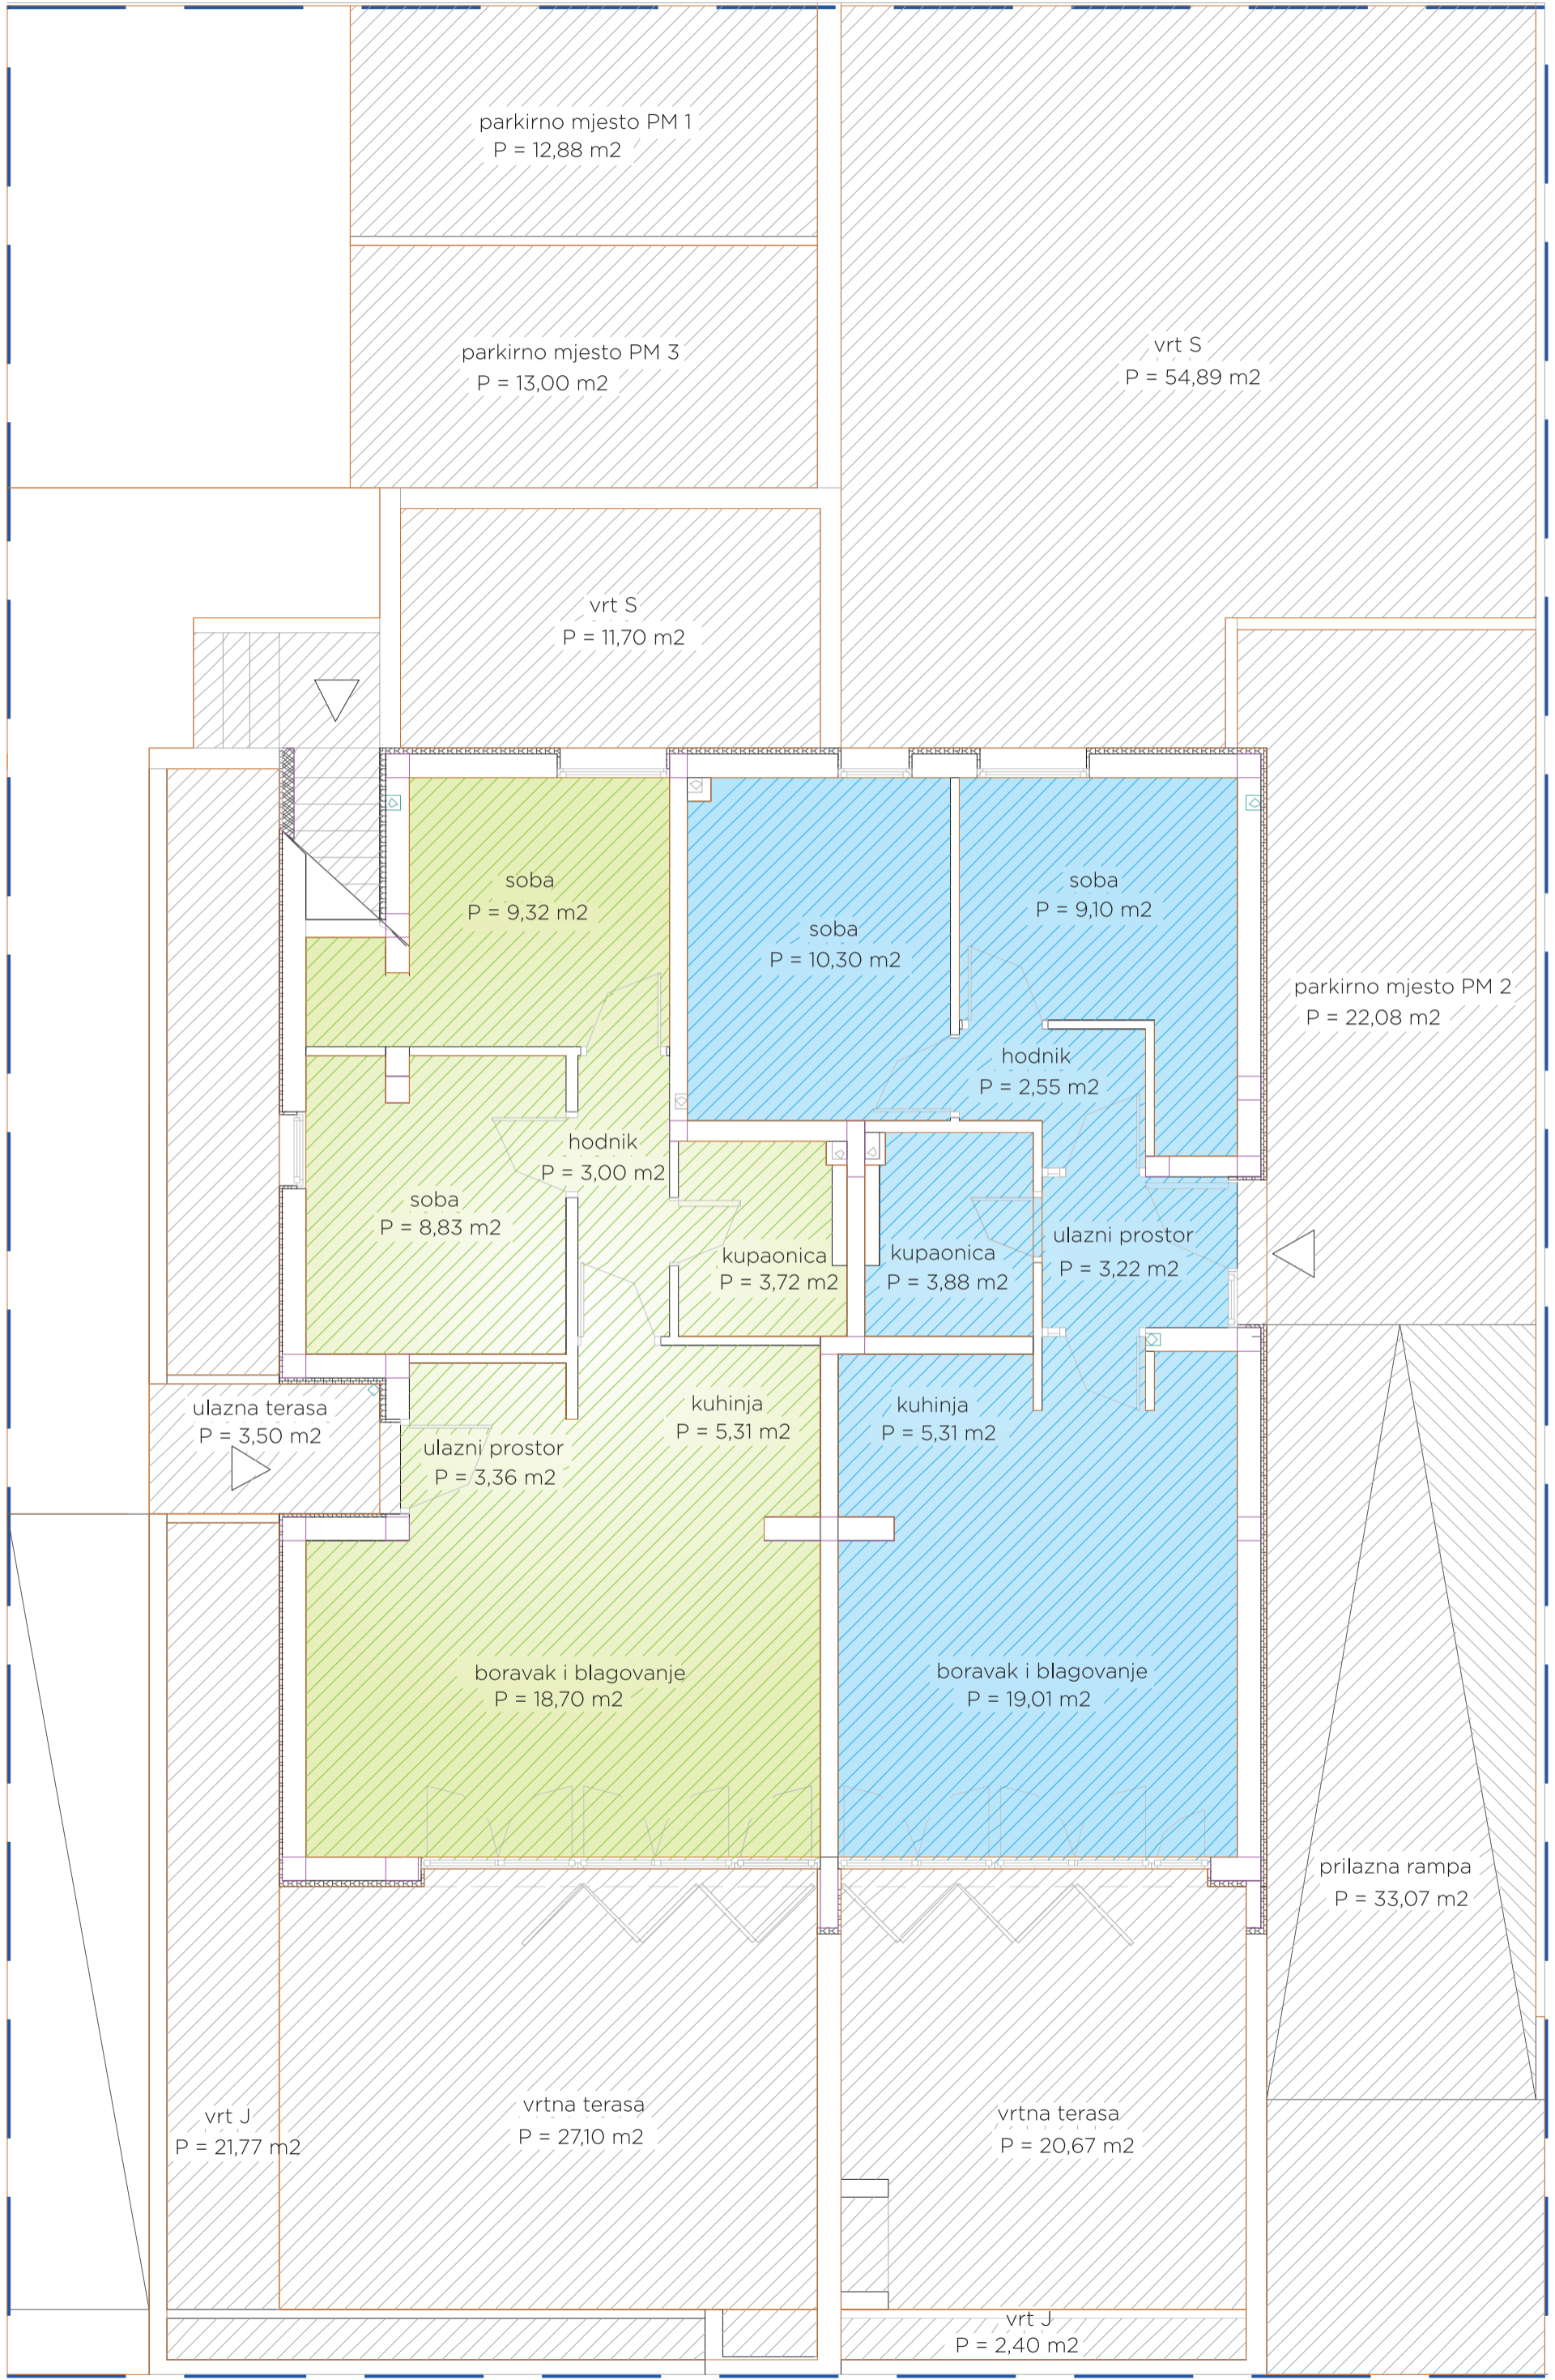 parkirno mjesto PM 1
P = 12,88 m2
parkirno mjesto PM 3
P = 13,00 m2
vrt S
P = 54,89 m2
vrt S
P = 11,70 m2
soba
P = 9,32 m2
soba
P = 10,30 m2
soba
P = 9,10 m2
parkirno mjesto PM 2
P = 22,08 m2
hodnik
P = 2,55 m2
hodnik
P = 3,00 m2
soba
P = 8,83 m2
kupaonica
P = 3,72 m2
kupaonica
P = 3,88 m2
ulazni prostor
P = 3,22 m2
ulazna terasa
P = 3,50 m2
ulazni prostor
P = 3,36 m2
kuhinja
P = 5,31 m2
kuhinja
P = 5,31 m2
boravak i blagovanje
P = 18,70 m2
boravak i blagovanje
P = 19,01 m2
prilazna rampa
P = 33,07 m2
vrt J
P = 21,77 m2
vrtna terasa
P = 27,10 m2
vrtna terasa
P = 20,67 m2
vrt J
P = 2,40 m2